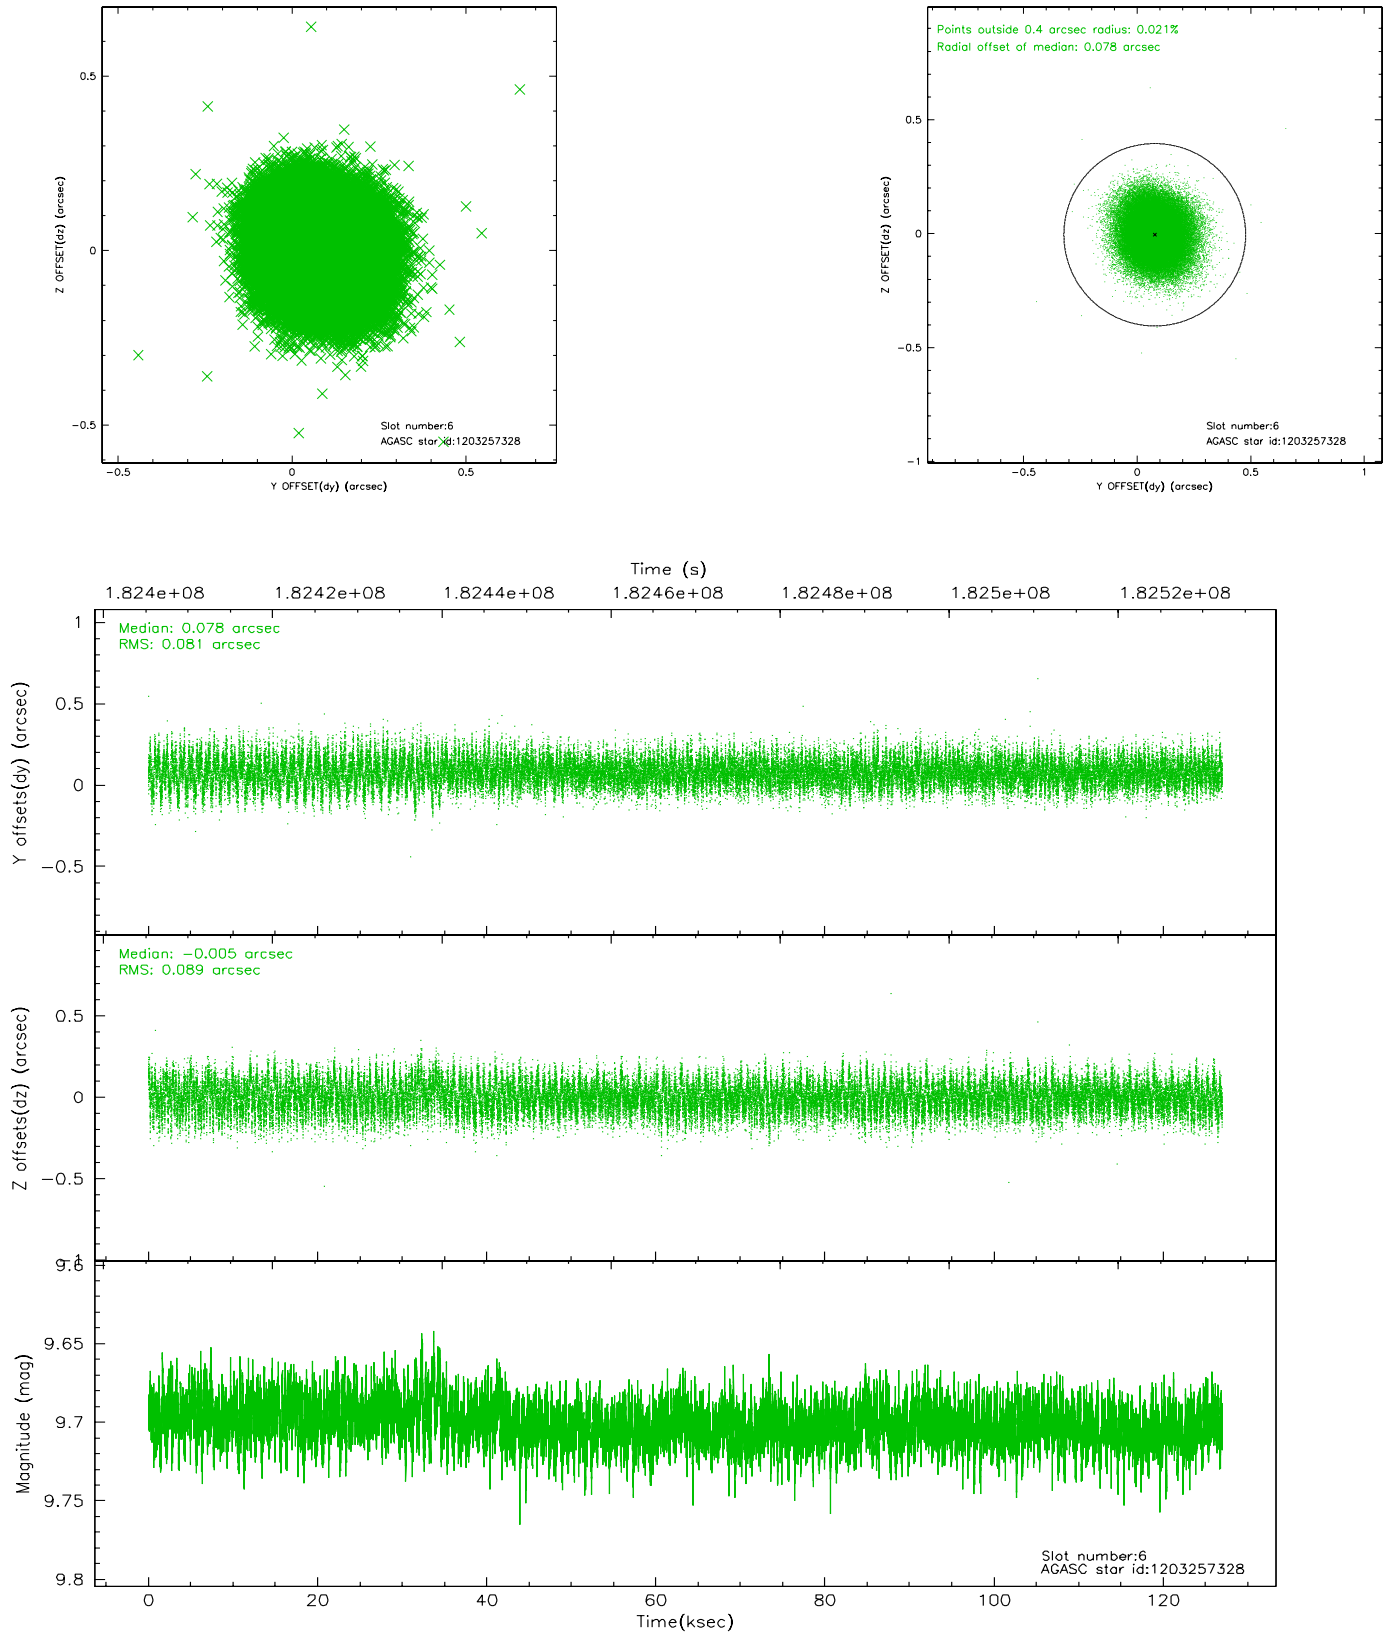 0.5
0
−0.5
Z OFFSET(dz) (arcsec)
−0.5
0
0.5
Y OFFSET(dy) (arcsec)
Slot number:6
AGASC star id:1203257328
Points outside 0.4 arcsec radius: 0.021%
Radial offset of median: 0.078 arcsec
0.5
0
−0.5
−1
Z OFFSET(dz) (arcsec)
−0.5
0
0.5
1
Y OFFSET(dy) (arcsec)
Slot number:6
AGASC star id:1203257328
Time (s)
1.824e+08
1.8242e+08
1.8244e+08
1.8246e+08
1.8248e+08
1.825e+08
1.8252e+08
Median: 0.078 arcsec
RMS: 0.081 arcsec
1
0.5
0
−0.5
Y offsets(dy) (arcsec)
Median: −0.005 arcsec
RMS: 0.089 arcsec
0.5
0
−0.5
−1
Z offsets(dz) (arcsec)
9.6
9.65
9.7
9.75
9.8
Magnitude (mag)
Slot number:6
AGASC star id:1203257328
0
20
40
60
80
100
120
Time(ksec)